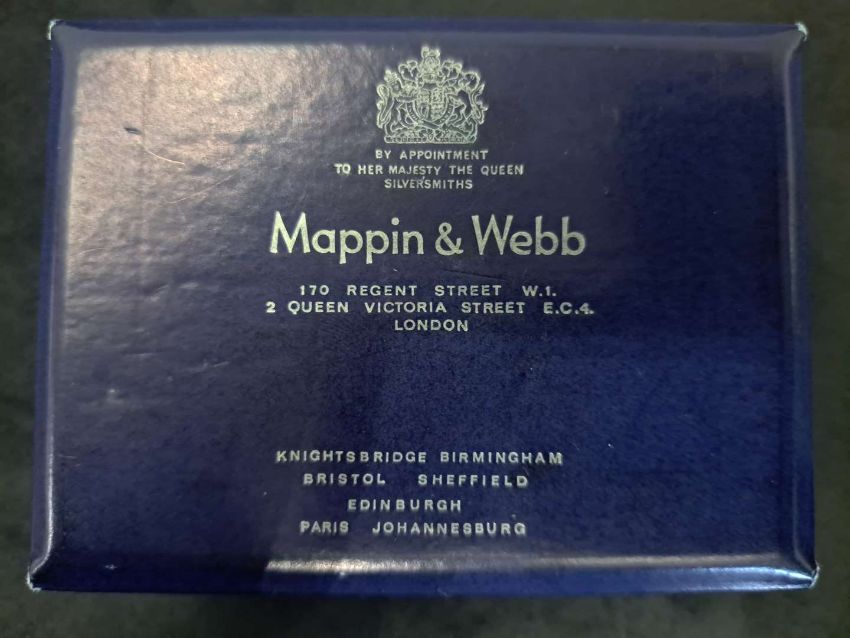 BY APPOINTMENT
TO HER MAJESTY THE QUEEN
SILVERSMITHS
Mappin & Webb
170 REGENT STREET W.1.
2 QUEEN VICTORIA STREET E.C.4.
LONDON
KNIGHTSBRIDGE BIRMINGHAM
BRISTOL SHEFFIELD
EDINBURGH
PARIS JOHANNESBURG